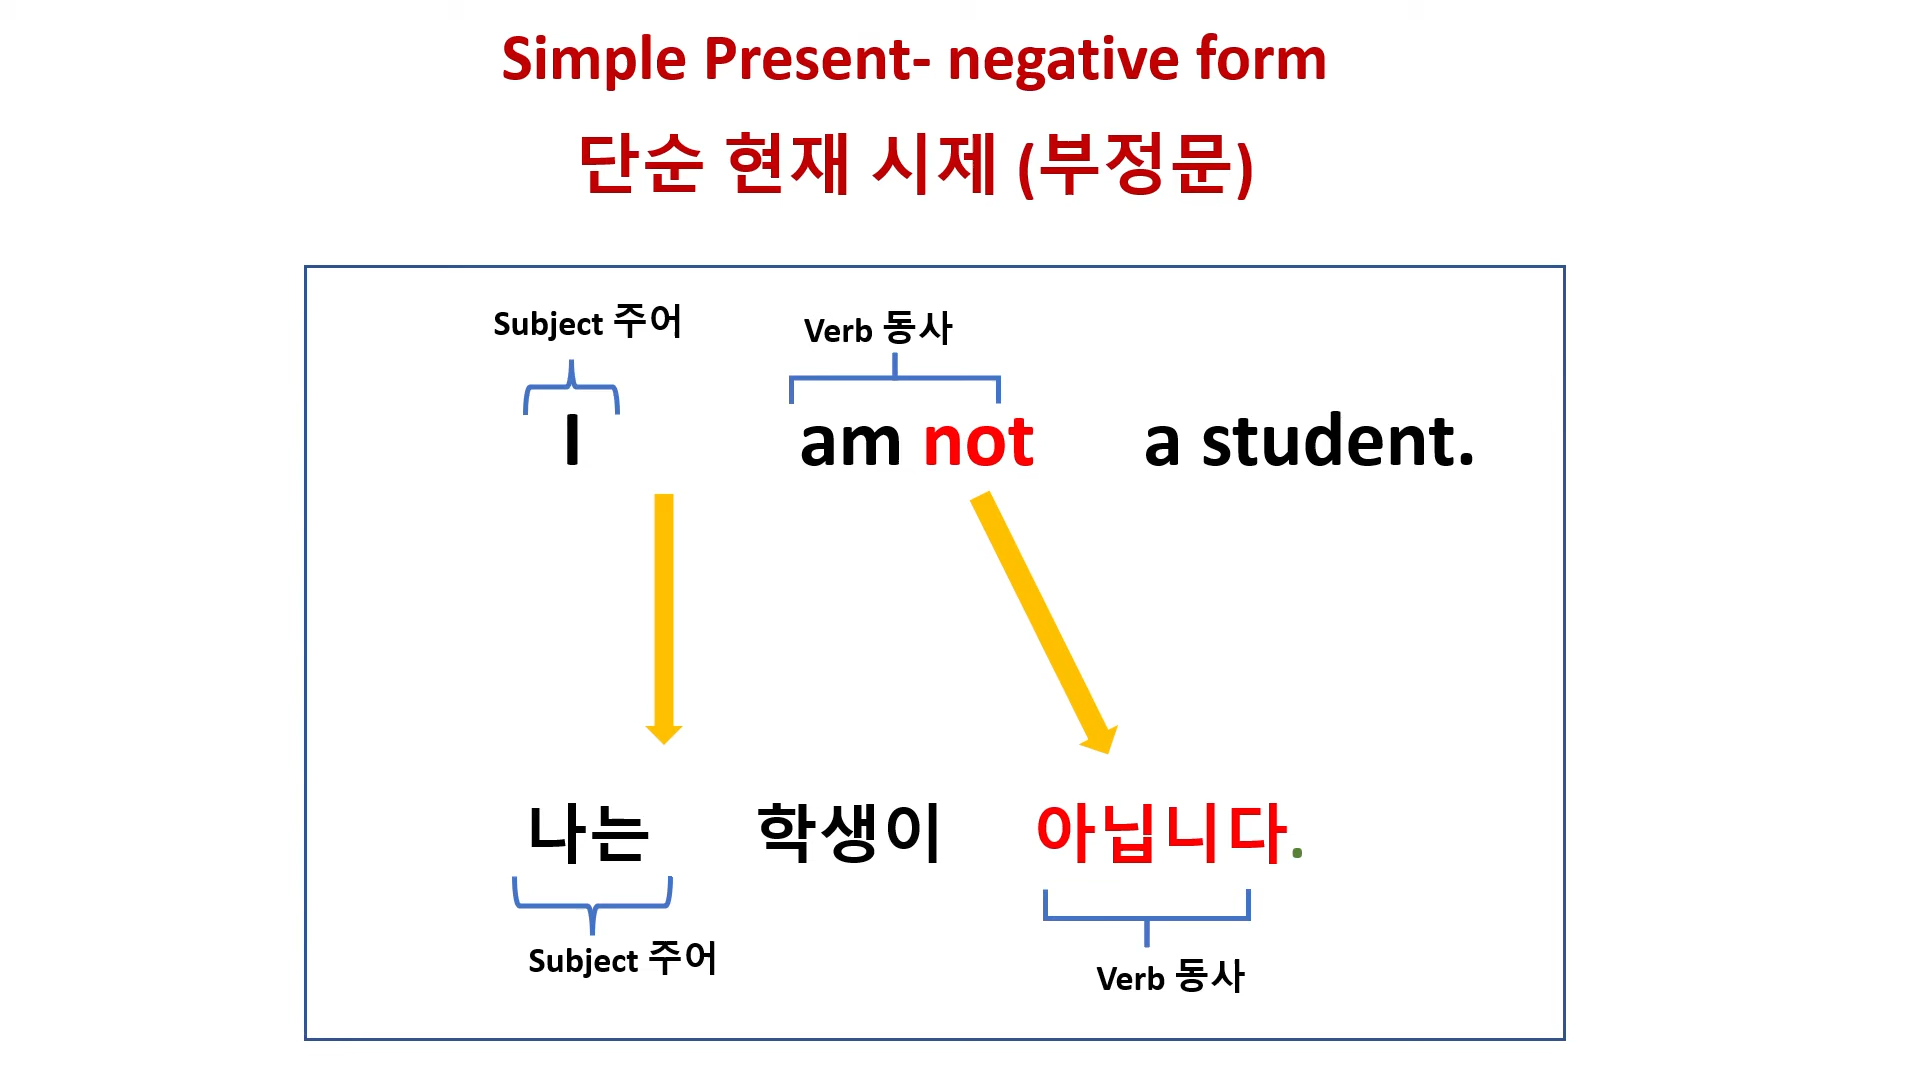 Simple Present- negative form
단순 현재 시제 (부정문)
Subject 주어 Verb 동사
I am not a student.
나는 학생이 아닙니다.
Subject 주어 Verb 동사